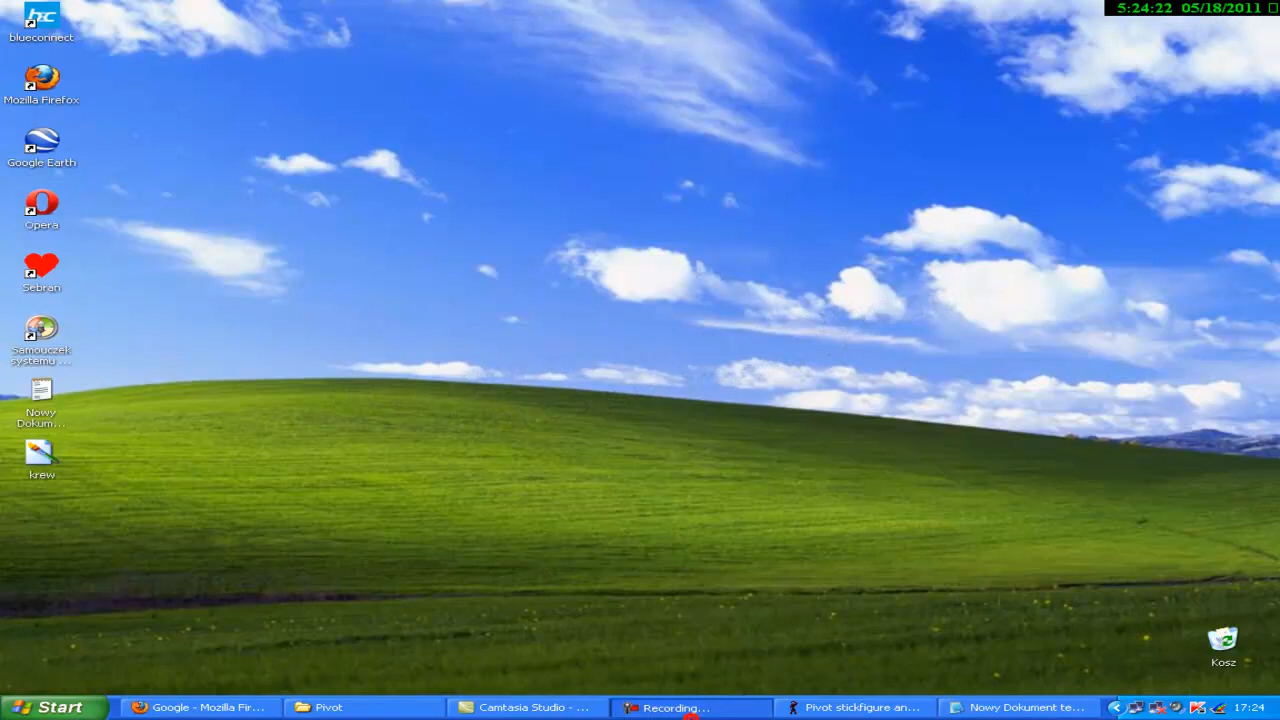 5:24:22 05/18/2011
blueconnect
Mozilla Firefox
Google Earth
Opera
Sebran
Samouczek
systemu ...
Nowy
Dokum...
krew
Kosz
Start
Google - Mozilla Fir...
Pivot
Camtasia Studio - ...
Recording...
Pivot stickfigure an...
Nowy Dokument te...
17:24